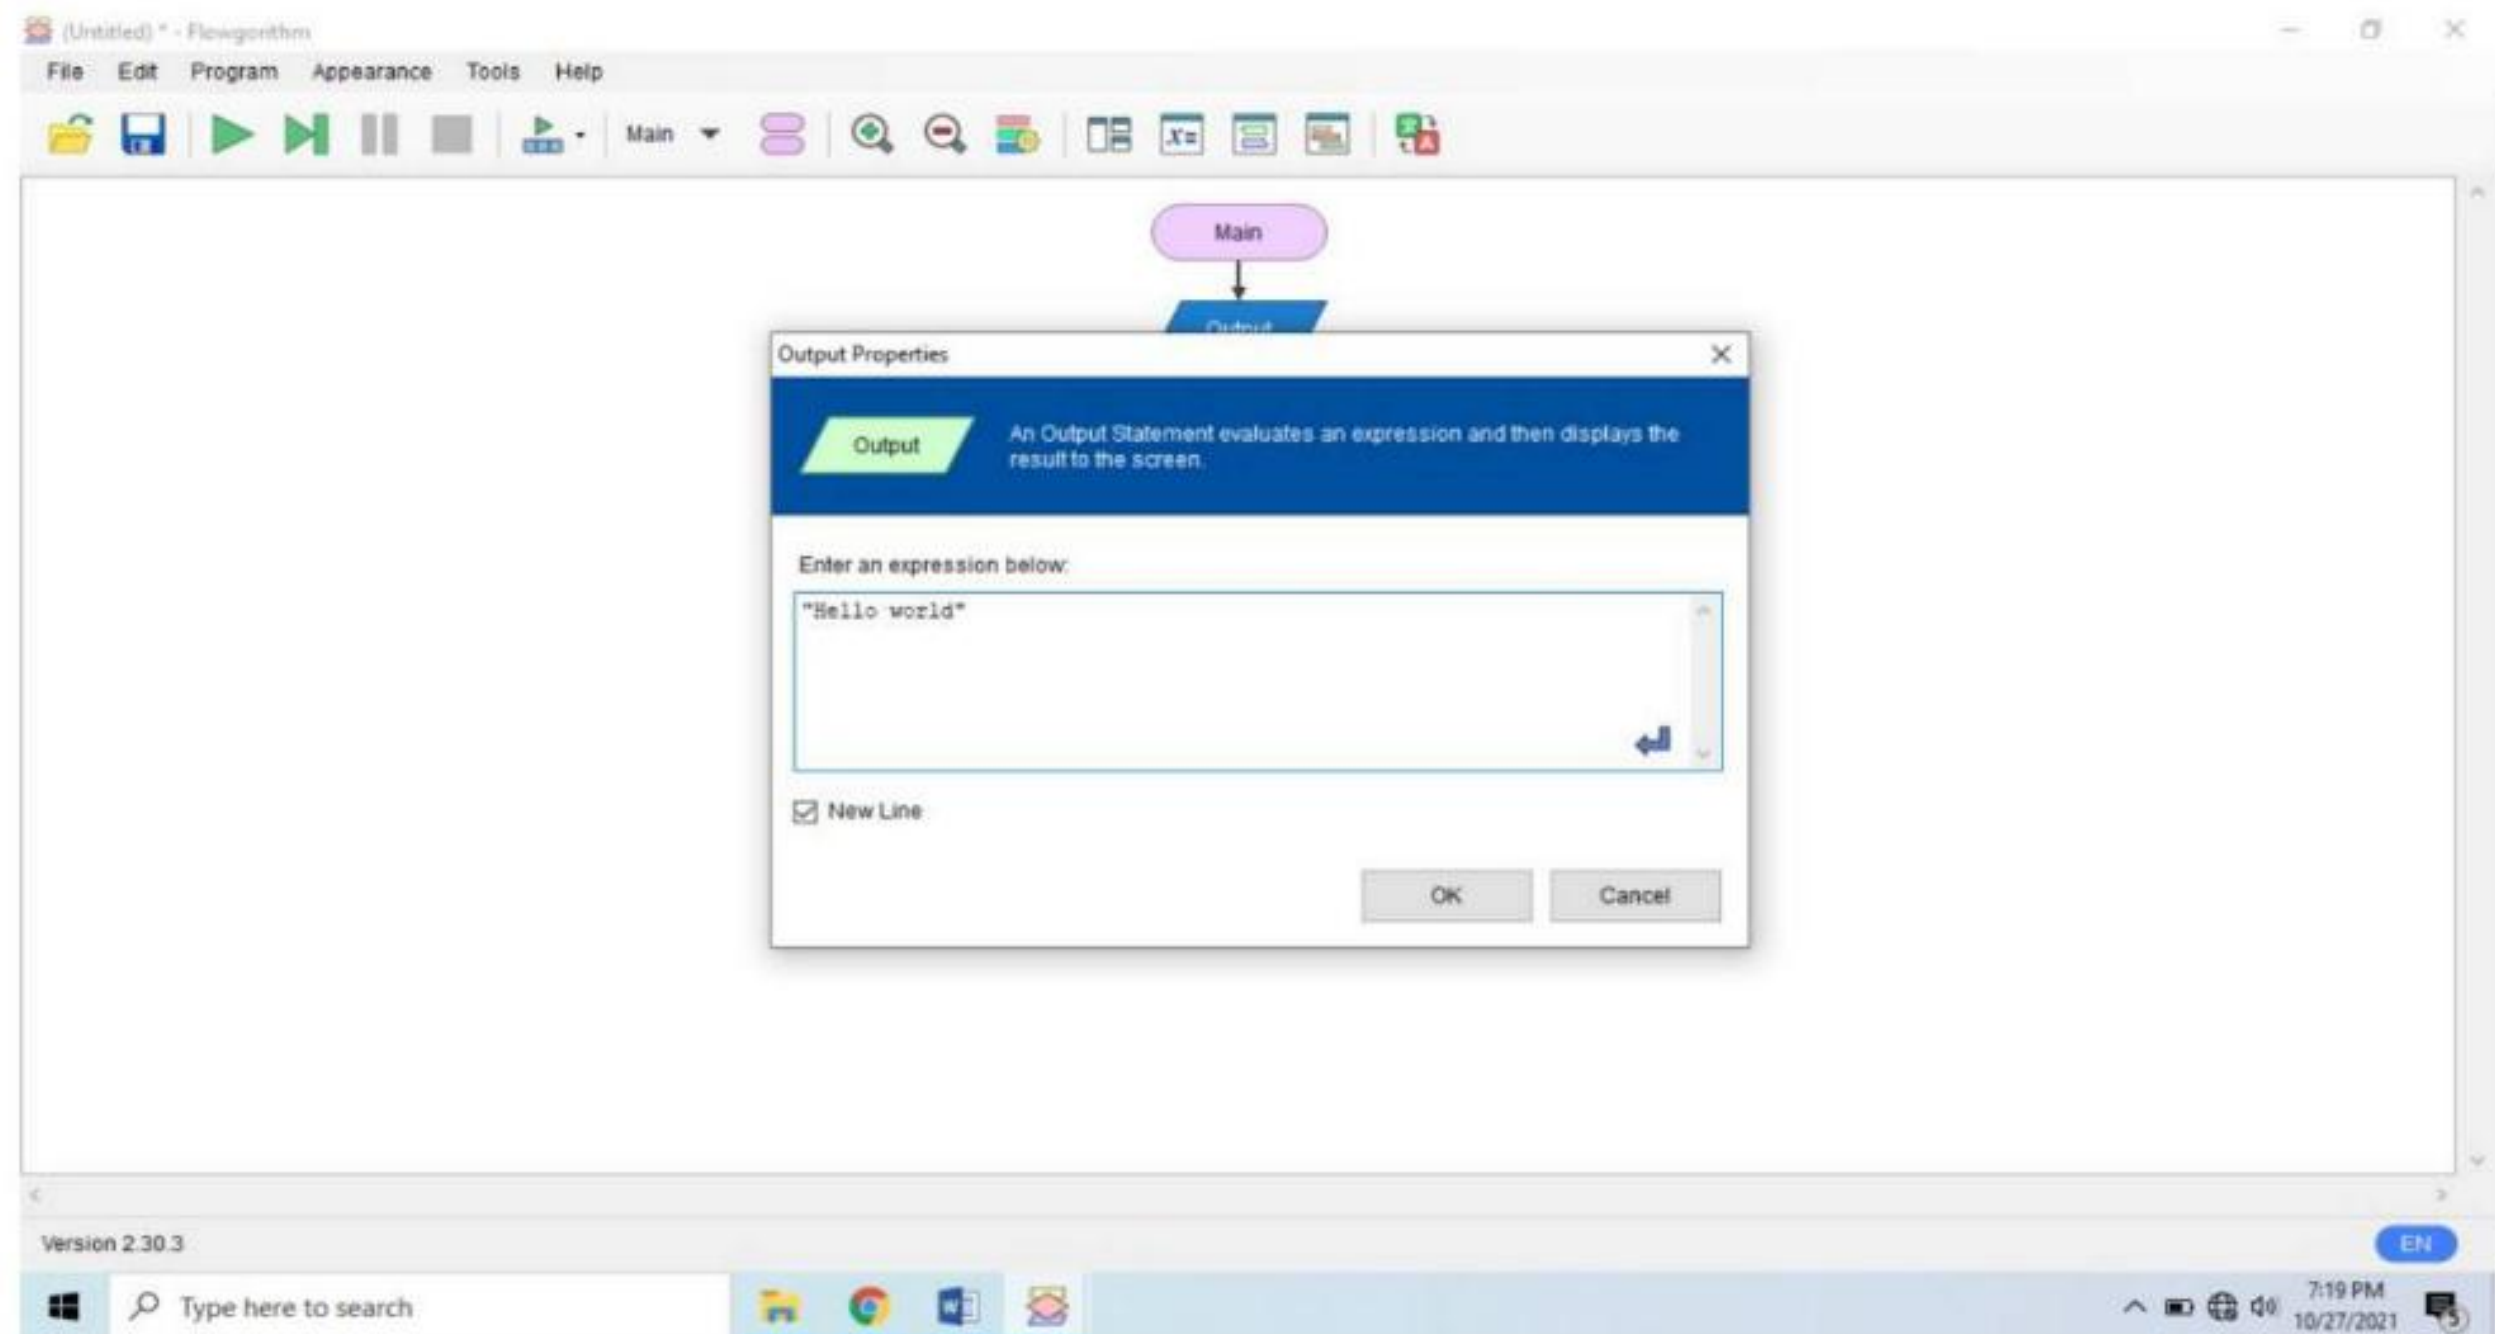 (Untitled) * - Flowgorithm
File Edit Program Appearance Tools Help
Main
x=
Main
Output
Output Properties
Output
An Output Statement evaluates an expression and then displays the
result to the screen.
Enter an expression below:
"Hello world"
New Line
OK Cancel
Version 2.30.3
EN
Type here to search
7:19 PM
10/27/2021
5